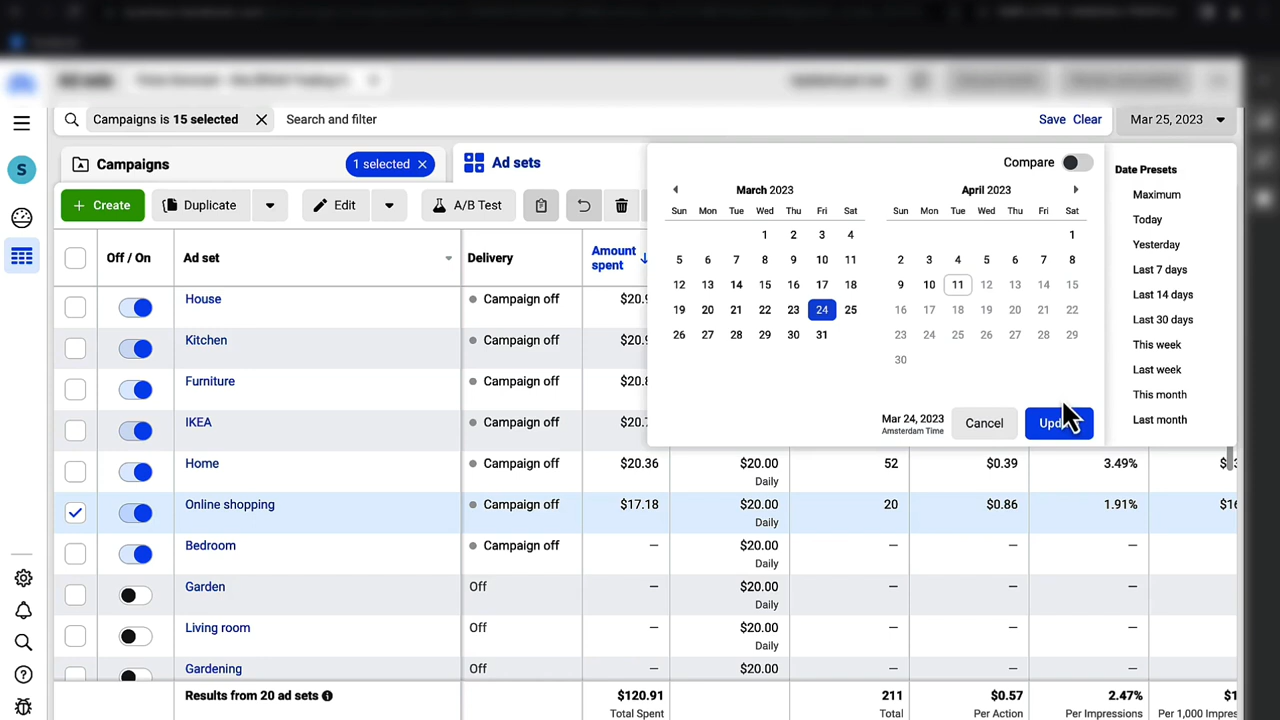 Campaigns is 15 selected
Search and filter
Save Clear
Mar 25, 2023
Campaigns
1 selected
Ad sets
Compare
March 2023
April 2023
Date Presets
Sun Mon Tue Wed Thu Fri Sat
Sun Mon Tue Wed Thu Fri Sat
1 2 3 4
5 6 7 8 9 10 11
12 13 14 15 16 17 18
19 20 21 22 23 24 25
26 27 28 29 30 31
1
2 3 4 5 6 7 8
9 10 11 12 13 14 15
16 17 18 19 20 21 22
23 24 25 26 27 28 29
30
Maximum
Today
Yesterday
Last 7 days
Last 14 days
Last 30 days
This week
Last week
This month
Last month
Mar 24, 2023
Amsterdam Time
Cancel
S
+ Create
Duplicate
Edit
A/B Test
Off / On
Ad set
Delivery
Amount spent
House Campaign off
Kitchen Campaign off
Furniture Campaign off
IKEA Campaign off
Home Campaign off $20.36 $20.00 52 $0.39 3.49%
Daily
Online shopping Campaign off $17.18 $20.00 20 $0.86 1.91%
Daily
Bedroom Campaign off — $20.00 — — —
Daily
Garden Off — $20.00 — — —
Daily
Living room Off — $20.00 — — —
Daily
Gardening Off — $20.00 — — —
Results from 20 ad sets $120.91 211 $0.57 2.47%
Total Spent Total Per Action Per Impressions Per 1,000